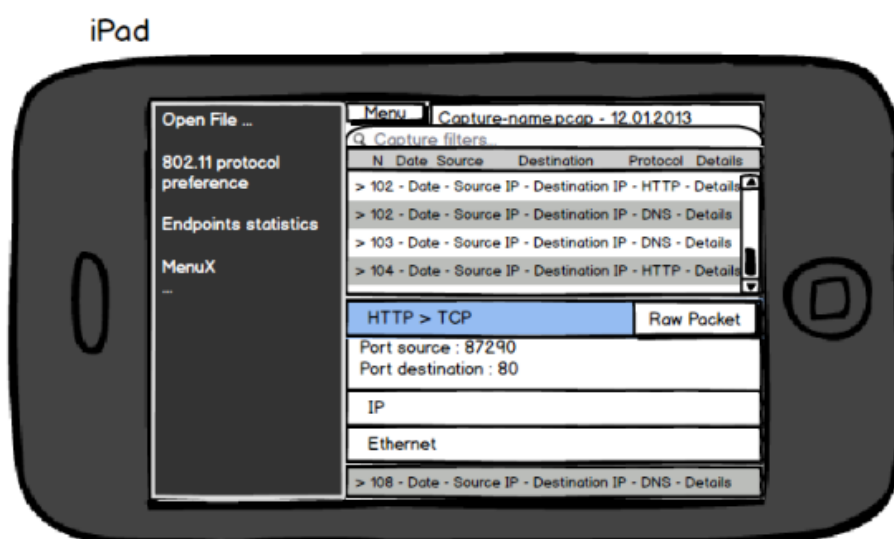 iPad
Open File ...
802.11 protocol
preference
Endpoints statistics
MenuX
...
Menu
Capture-name.pcap - 12.01.2013
Capture filters...
N Date Source Destination Protocol Details
> 102 - Date - Source IP - Destination IP - HTTP - Details
> 102 - Date - Source IP - Destination IP - DNS - Details
> 103 - Date - Source IP - Destination IP - DNS - Details
> 104 - Date - Source IP - Destination IP - HTTP - Details
HTTP > TCP
Raw Packet
Port source : 87290
Port destination : 80
IP
Ethernet
> 108 - Date - Source IP - Destination IP - DNS - Details